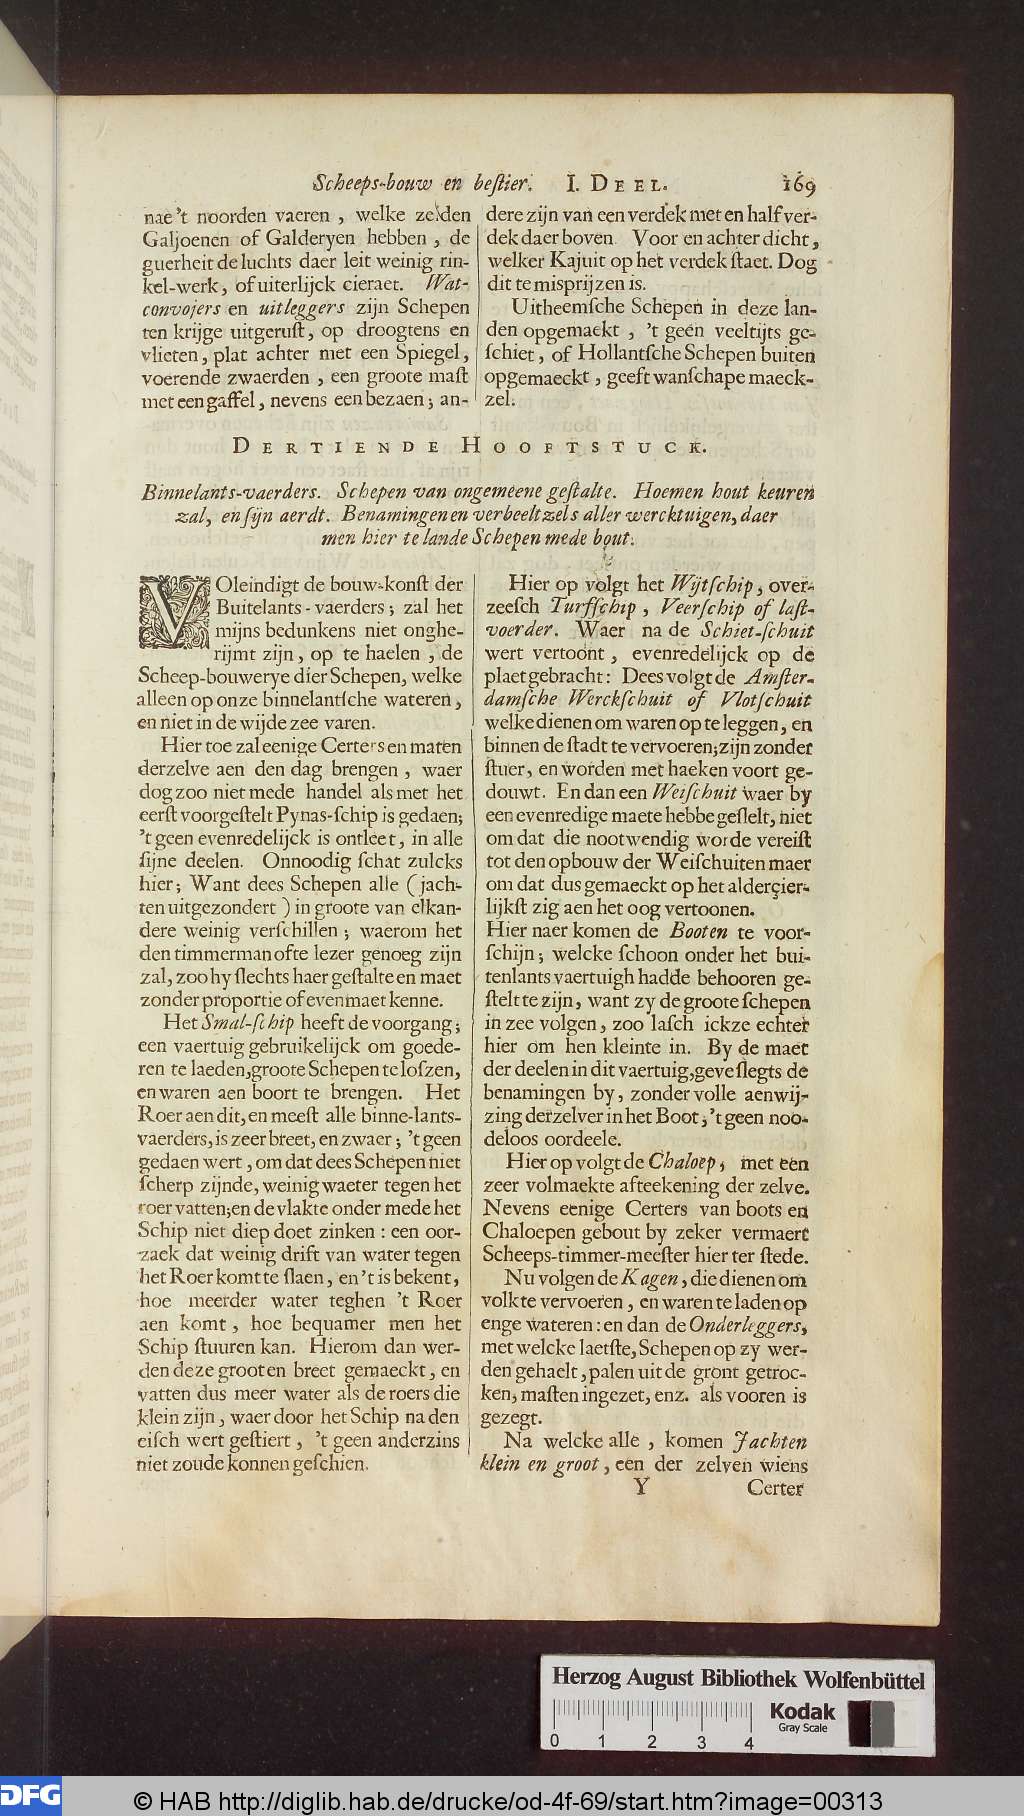 Scheeps-bouw en beſtier. I. DEEL. 169
nae 't noorden vaeren, welke zelden
Galjoenen of Galderyen hebben, de
guerheit de luchts daer leit weinig rin-
kel-werk, of uiterlijck cieraet. Wat-
convojers en uitleggers zijn Schepen
ten krijge uitgeruſt, op droogtens en
vlieten, plat achter met een Spiegel,
voerende zwaerden, een groote maſt
met een gaffel, nevens een bezaen; an-
dere zijn van een verdek met en half ver-
dek daer boven. Voor en achter dicht,
welker Kajuit op het verdek ſtaet. Dog
dit te misprijzen is.
Uitheemſche Schepen in deze lan-
den opgemaekt, 't geen veeltijts ge-
ſchiet, of Hollantſche Schepen buiten
opgemaeckt, geeft wanſchape maeck-
zel.
DERTIENDE HOOFTSTUCK.
Binnelants-vaerders. Schepen van ongemeene geſtalte. Hoemen hout keuren
zal, en ſijn aerdt. Benamingen en verbeeltzels aller wercktuigen, daer
men hier te lande Schepen mede bout.
VOleindigt de bouw-konſt der
Buitelants-vaerders; zal het
mijns bedunkens niet onghe-
rijmt zijn, op te haelen, de
Scheep-bouwerye dier Schepen, welke
alleen op onze binnelantſche wateren,
en niet in de wijde zee varen.
Hier toe zal eenige Certers en maten
derzelve aen den dag brengen, waer
dog zoo niet mede handel als met het
eerſt voorgeſtelt Pynas-ſchip is gedaen;
't geen evenredelijck is ontleet, in alle
ſijne deelen. Onnoodig ſchat zulcks
hier; Want dees Schepen alle (jach-
ten uitgezondert) in groote van elkan-
dere weinig verſchillen; waerom het
den timmerman ofte lezer genoeg zijn
zal, zoo hy ſlechts haer geſtalte en maet
zonder proportie of evenmaet kenne.
Het Smal-ſchip heeft de voorgang;
een vaertuig gebruikelijck om goede-
ren te laeden, groote Schepen te loſzen,
en waren aen boort te brengen. Het
Roer aen dit, en meeſt alle binne-lants-
vaerders, is zeer breet, en zwaer; 't geen
gedaen wert, om dat dees Schepen niet
ſcherp zijnde, weinig waeter tegen het
roer vatten; en de vlakte onder mede het
Schip niet diep doet zinken: een oor-
zaek dat weinig drift van water tegen
het Roer komt te ſlaen, en 't is bekent,
hoe meerder water teghen 't Roer
aen komt, hoe bequamer men het
Schip ſtuuren kan. Hierom dan wer-
den deze groot en breet gemaeckt, en
vatten dus meer water als de roers die
klein zijn, waer door het Schip na den
eiſch wert geſtiert, 't geen anderzins
niet zoude konnen geſchien.
Hier op volgt het Wijtſchip, over-
zeeſch Turfſchip, Veerſchip of laſt-
voerder. Waer na de Schiet-ſchuit
wert vertoont, evenredelijck op de
plaet gebracht: Dees volgt de Amſter-
damſche Werckſchuit of Vlotſchuit
welke dienen om waren op te leggen, en
binnen de ſtadt te vervoeren; zijn zonder
ſtuer, en worden met haeken voort ge-
douwt. En dan een Weiſchuit waer by
een evenredige maete hebbe geſtelt, niet
om dat die nootwendig worde vereiſt
tot den opbouw der Weiſchuiten maer
om dat dus gemaeckt op het alderçier-
lijkſt zig aen het oog vertoonen.
Hier naer komen de Booten te voor-
ſchijn; welcke ſchoon onder het bui-
tenlants vaertuigh hadde behooren ge-
ſtelt te zijn, want zy de groote ſchepen
in zee volgen, zoo laſch ickze echter
hier om hen kleinte in. By de maet
der deelen in dit vaertuig, geve ſlegts de
benamingen by, zonder volle aenwij-
zing derzelver in het Boot; 't geen noo-
deloos oordeele.
Hier op volgt de Chaloep, met een
zeer volmaekte afteekening der zelve.
Nevens eenige Certers van boots en
Chaloepen gebout by zeker vermaert
Scheeps-timmer-meeſter hier ter ſtede.
Nu volgen de Kagen, die dienen om
volk te vervoeren, en waren te laden op
enge wateren: en dan de Onderleggers,
met welcke laetſte, Schepen op zy wer-
den gehaelt, palen uit de gront getroc-
ken, maſten ingezet, enz. als vooren is
gezegt.
Na welcke alle, komen Jachten
klein en groot, een der zelven wiens
Y Certer
Herzog August Bibliothek Wolfenbüttel
Kodak
Gray Scale
0 1 2 3 4
DFG © HAB http://diglib.hab.de/drucke/od-4f-69/start.htm?image=00313